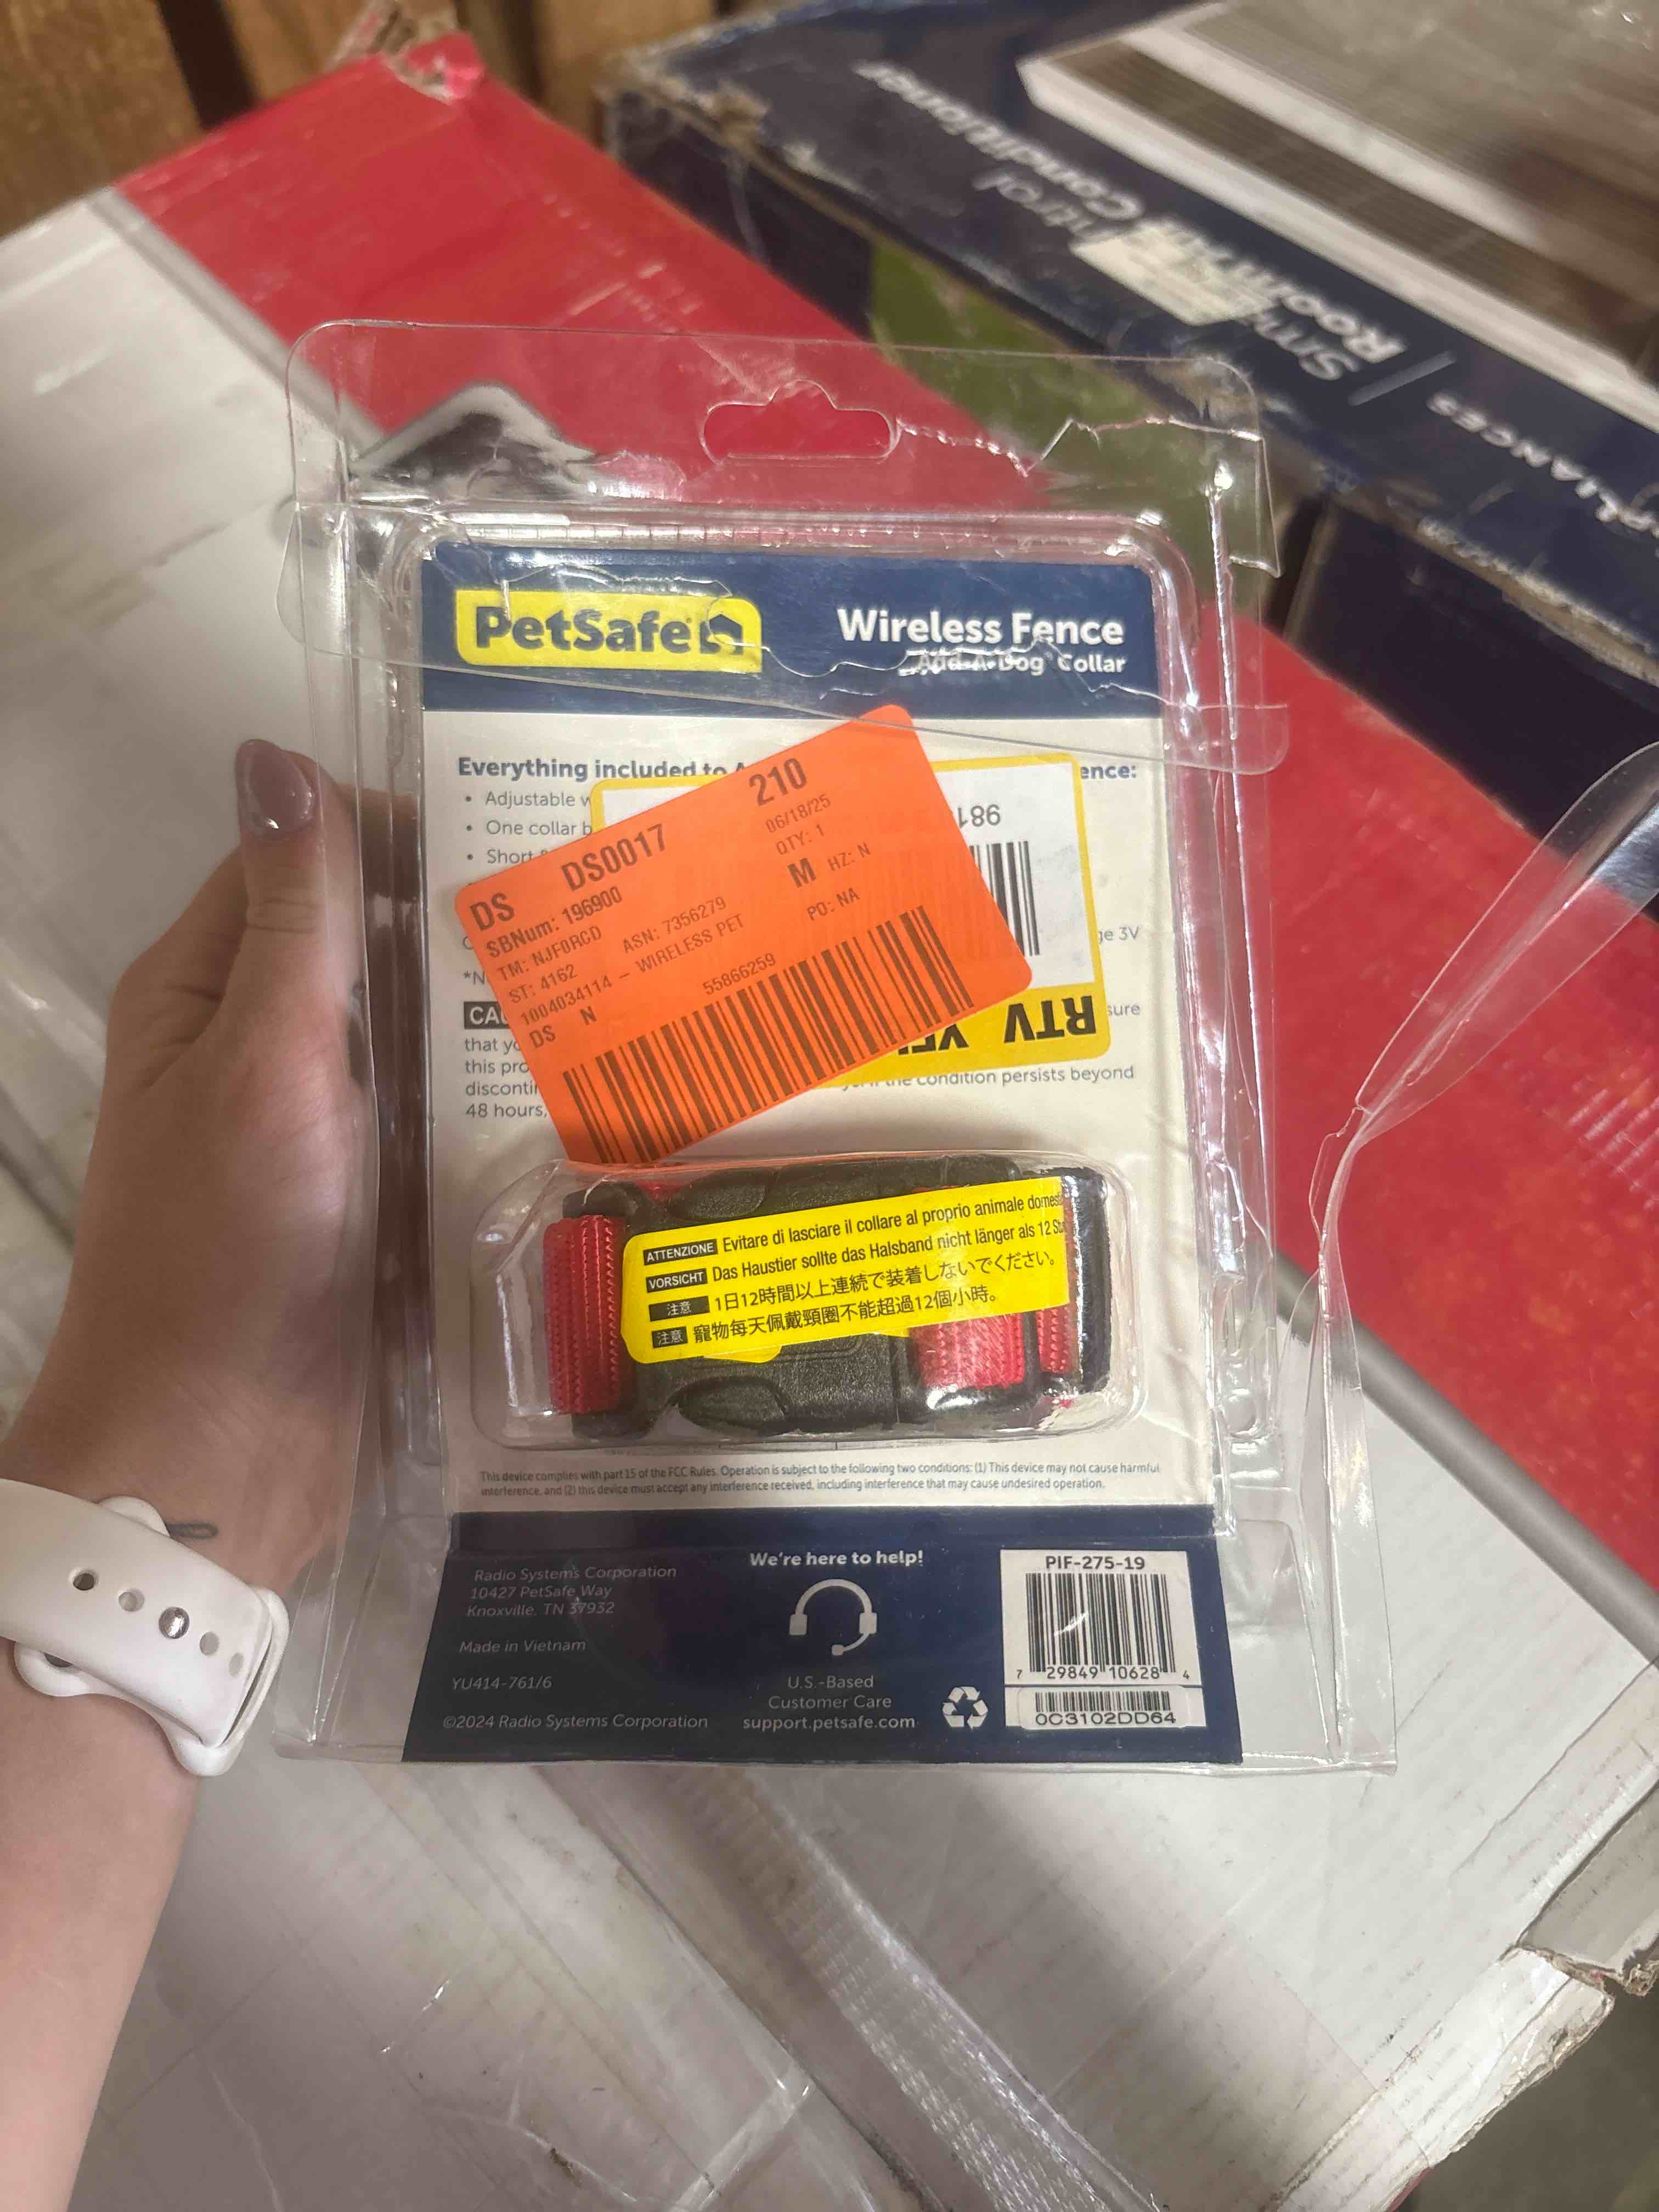 Small
Room Air Conditioner
PetSafe
Wireless Fence
Add-A-Dog® Collar
Everything included to
ence:
• Adjustable
• One collar
• Short
ge 3V
CAU
sure
that
this
condition persists beyond
48 hours,
981
RTV
DS DS0017 210
SBNum: 196900 06/18/25
TM: NJFORCD QTY: 1
ST: 4162 ASN: 7356279 M HZ: N
1004034114 – WIRELESS PET PO: NA
DS N 55866259
ATTENZIONE Evitare di lasciare il collare al proprio animale
VORSICHT Das Haustier sollte das Halsband nicht länger als 12
注意 1日12時間以上連続で装着しないでください。
注意 寵物每天佩戴頸圈不能超過12個小時。
This device complies with part 15 of the FCC Rules. Operation is subject to the following two conditions: (1) This device may not cause harmful
interference, and (2) this device must accept any interference received, including interference that may cause undesired operation.
Radio Systems Corporation
10427 PetSafe Way
Knoxville, TN 37932
Made in Vietnam
YU414-761/6
©2024 Radio Systems Corporation
We're here to help!
U.S.-Based
Customer Care
support.petsafe.com
PIF-275-19
7 29849 10628 4
0C3102DD64